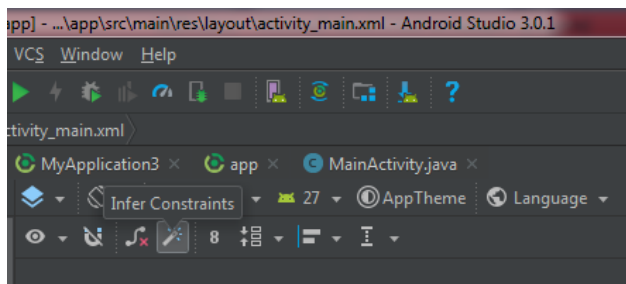 app] - ...\app\src\main\res\layout\activity_main.xml - Android Studio 3.0.1
VCS Window Help
?
ctivity_main.xml
MyApplication3 app MainActivity.java
Infer Constraints 27 AppTheme Language
8